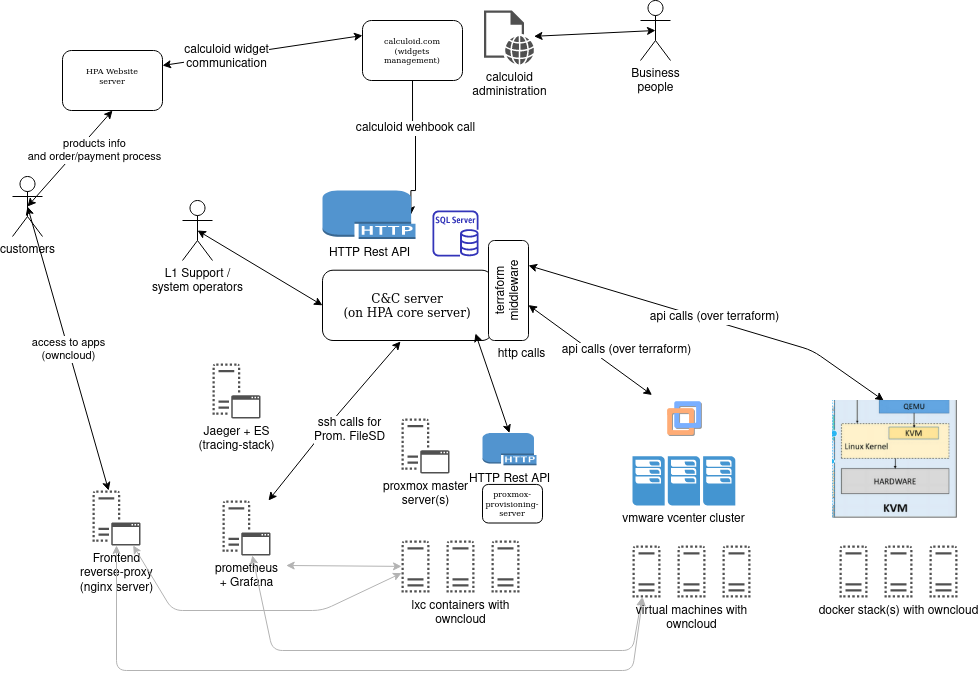 calculoid.com
(widgets
management)
Business
people
calculoid
administration
calculoid widget
communication
HPA Website
server
calculoid wehbook call
products info
and order/payment process
customers
HTTP
HTTP Rest API
SQL Server
L1 Support /
system operators
C&C server
(on HPA core server)
terraform
middleware
api calls (over terraform)
http calls
api calls (over terraform)
access to apps
(owncloud)
Jaeger + ES
(tracing-stack)
ssh calls for
Prom. FileSD
proxmox master
server(s)
HTTP
HTTP Rest API
proxmox-
provisioning-
server
vmware vcenter cluster
QEMU
KVM
Linux Kernel
HARDWARE
KVM
Frontend
reverse-proxy
(nginx server)
prometheus
+ Grafana
lxc containers with
owncloud
virtual machines with
owncloud
docker stack(s) with owncloud